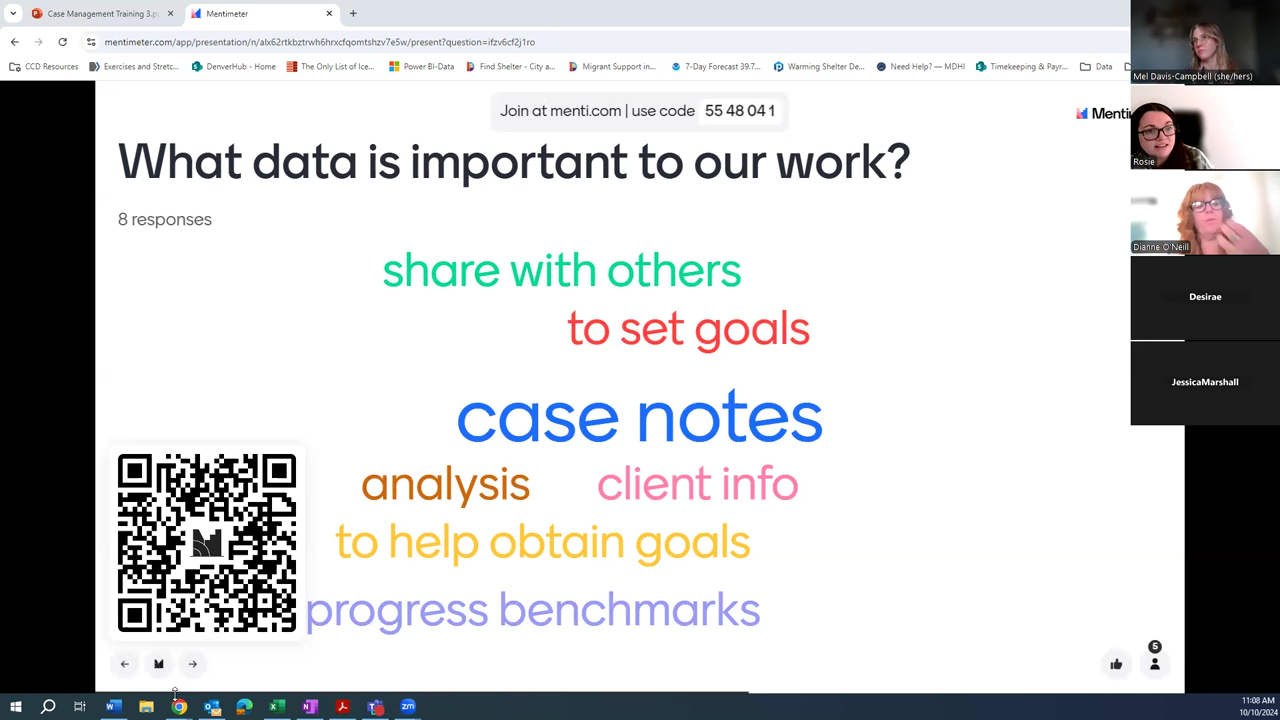 Case Management Training 3.p
Mentimeter
mentimeter.com/app/presentation/n/alx62rtkbztrwh6hrxcfqomtshzv7e5w/present?question=ifzv6cf2j1ro
CCD Resources
Exercises and Stretc...
DenverHub - Home
The Only List of Ice...
Power BI-Data
Find Shelter - City a...
Migrant Support in...
7-Day Forecast 39.7...
Warming Shelter De...
Need Help? — MDHI
Timekeeping & Payr...
Data
Mel Davis-Campbell (she/hers)
Join at menti.com | use code 55 48 04 1
Mentim
What data is important to our work?
Rosie
8 responses
Dianne O'Neill
share with others
Desirae
to set goals
JessicaMarshall
case notes
analysis client info
to help obtain goals
progress benchmarks
5
11:08 AM
10/10/2024